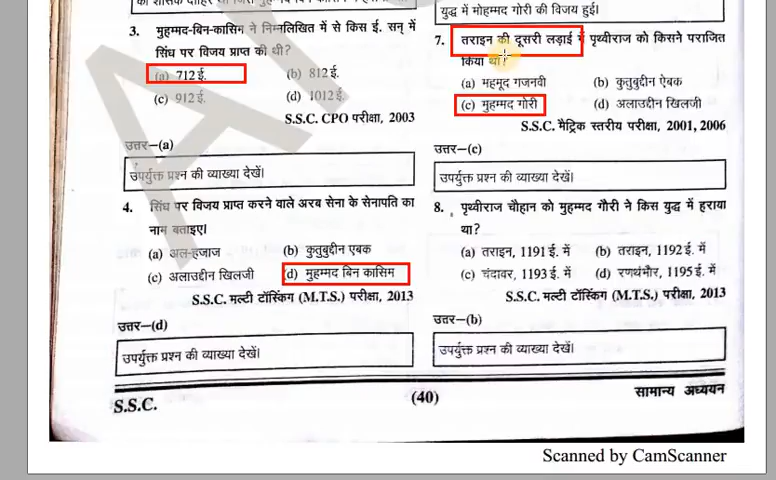 युद्ध में मोहम्मद गोरी की विजय हुई।
3. मुहम्मद-बिन-कासिम ने निम्नलिखित में से किस ई. सन् में
सिंध पर विजय प्राप्त की थी?
(a) 712 ई.
(b) 812 ई.
(c) 912 ई.
(d) 1012 ई.
S.S.C. CPO परीक्षा, 2003
उत्तर–(a)
उपर्युक्त प्रश्न की व्याख्या देखें।
4. सिंध पर विजय प्राप्त करने वाले अरब सेना के सेनापति का
नाम बताइए।
(a) अल-हजाज
(b) कुतुबुद्दीन एबक
(c) अलाउद्दीन खिलजी
(d) मुहम्मद बिन कासिम
S.S.C. मल्टी टॉस्किंग (M.T.S.) परीक्षा, 2013
उत्तर–(d)
उपर्युक्त प्रश्न की व्याख्या देखें।
7. तराइन की दूसरी लड़ाई में पृथ्वीराज को किसने पराजित
किया था?
(a) महमूद गजनवी
(b) कुतुबुद्दीन ऐबक
(c) मुहम्मद गोरी
(d) अलाउद्दीन खिलजी
S.S.C. मैट्रिक स्तरीय परीक्षा, 2001, 2006
उत्तर–(c)
उपर्युक्त प्रश्न की व्याख्या देखें।
8. पृथ्वीराज चौहान को मुहम्मद गौरी ने किस युद्ध में हराया
था?
(a) तराइन, 1191 ई. में
(b) तराइन, 1192 ई. में
(c) चंदावर, 1193 ई. में
(d) रणथंभौर, 1195 ई. में
S.S.C. मल्टी टॉस्किंग (M.T.S.) परीक्षा, 2013
उत्तर–(b)
उपर्युक्त प्रश्न की व्याख्या देखें।
S.S.C.
(40)
सामान्य अध्ययन
Scanned by CamScanner